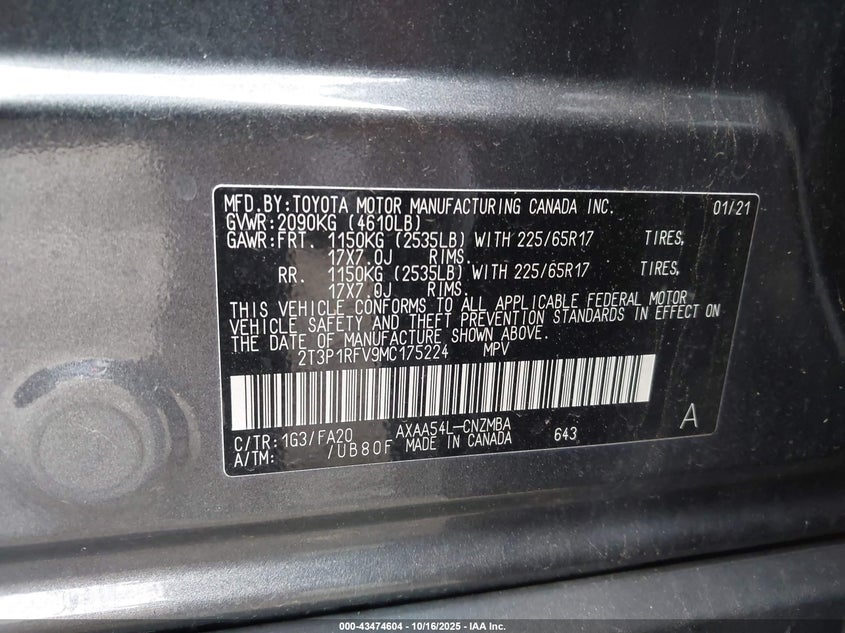 MFD.BY:TOYOTA MOTOR MANUFACTURING CANADA INC. 01/21
GVWR:2090KG (4610LB)
GAWR:FRT. 1150KG (2535LB) WITH 225/65R17 TIRES,
17X7.0J RIMS.
RR. 1150KG (2535LB) WITH 225/65R17 TIRES,
17X7.0J RIMS.
THIS VEHICLE CONFORMS TO ALL APPLICABLE FEDERAL MOTOR
VEHICLE SAFETY AND THEFT PREVENTION STANDARDS IN EFFECT ON
THE DATE OF MANUFACTURE SHOWN ABOVE.
2T3P1RFV9MC175224 MPV
C/TR:1G3/FA20 AXAA54L-CNZMBA A
A/TM: /UB80F MADE IN CANADA 643
000-43474604 - 10/16/2025 - IAA Inc.